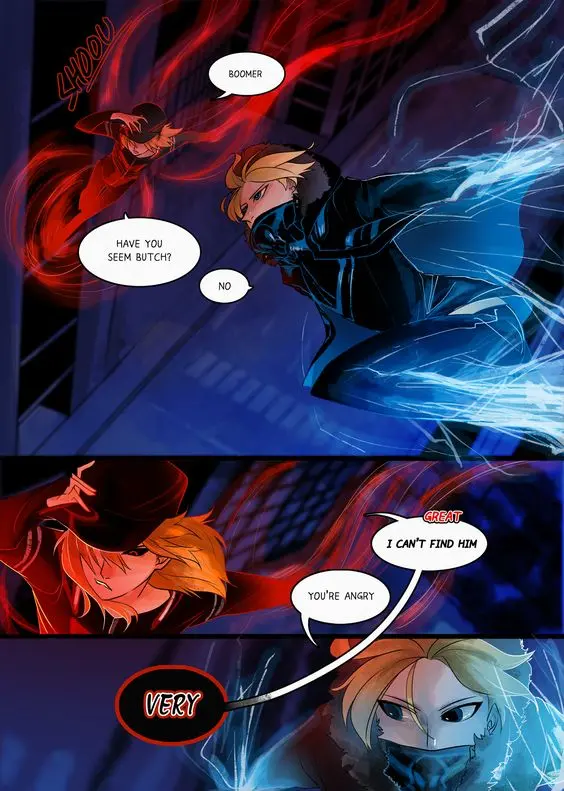 SHOOU
BOOMER
HAVE YOU
SEEM BUTCH?
NO
GREAT
I CAN'T FIND HIM
YOU'RE ANGRY
VERY